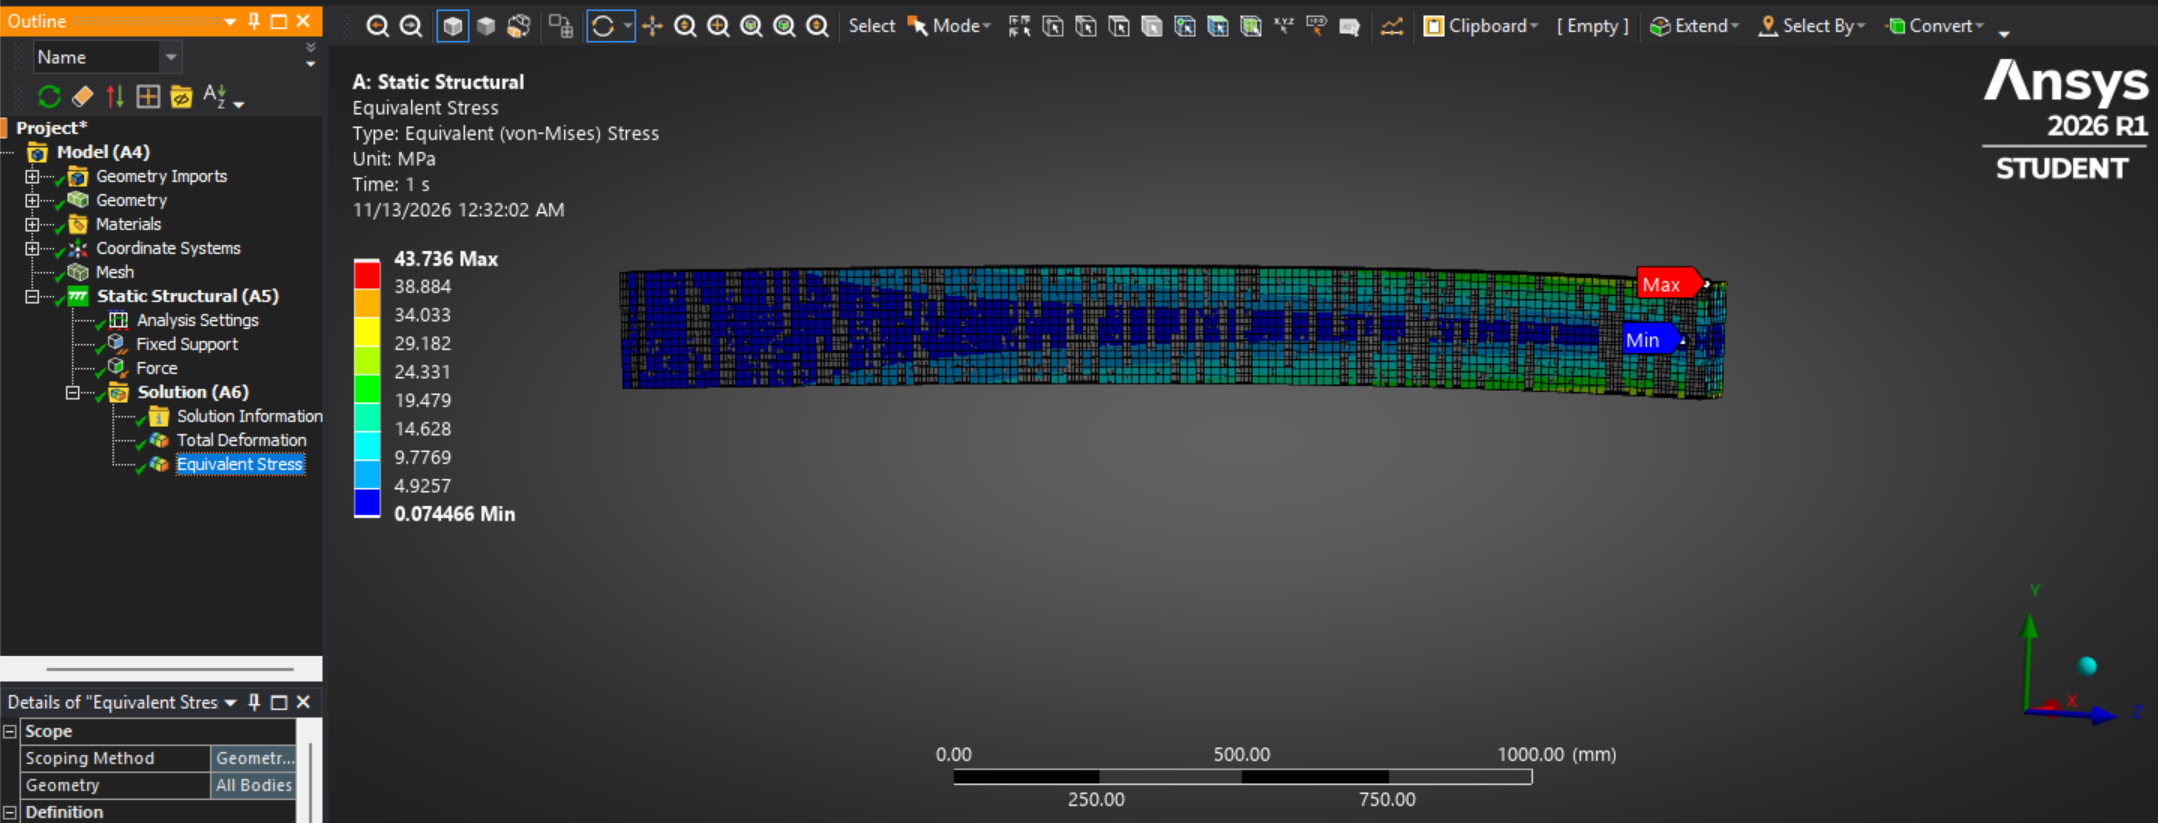 Outline
Name
Project*
Model (A4)
Geometry Imports
Geometry
Materials
Coordinate Systems
Mesh
Static Structural (A5)
Analysis Settings
Fixed Support
Force
Solution (A6)
Solution Information
Total Deformation
Equivalent Stress
Details of "Equivalent Stres
Scope
Scoping Method Geometr...
Geometry All Bodies
Definition
Select Mode Clipboard [ Empty ] Extend Select By Convert
A: Static Structural
Equivalent Stress
Type: Equivalent (von-Mises) Stress
Unit: MPa
Time: 1 s
11/13/2026 12:32:02 AM
43.736 Max
38.884
34.033
29.182
24.331
19.479
14.628
9.7769
4.9257
0.074466 Min
Max
Min
Ansys
2026 R1
STUDENT
0.00 500.00 1000.00 (mm)
250.00 750.00
Y
X
Z